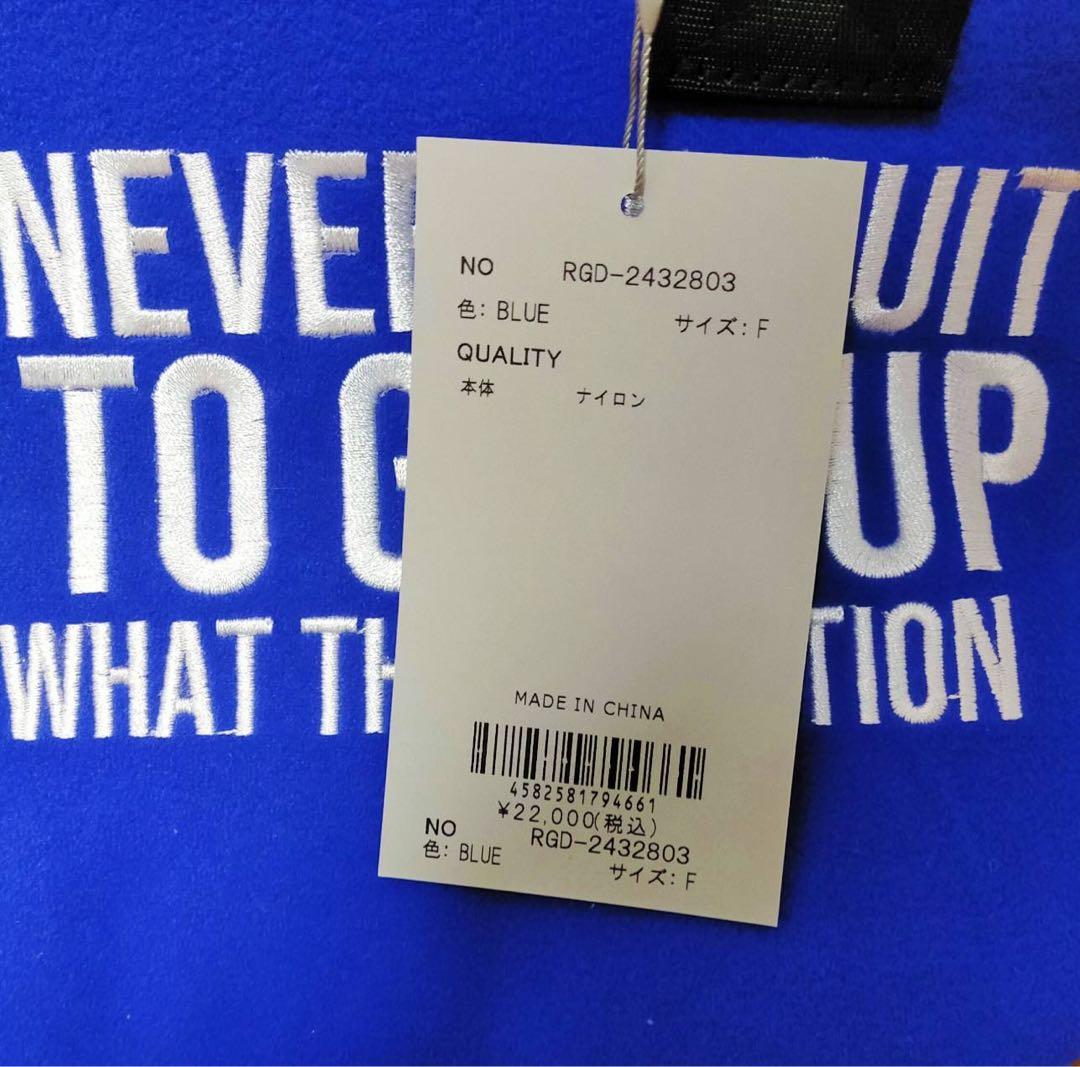 NEVER UIT
TO G UP
WHAT TH TION
NO RGD-2432803
色: BLUE サイズ: F
QUALITY
本体 ナイロン
MADE IN CHINA
4582581794661
¥22,000(税込)
NO RGD-2432803
色: BLUE サイズ: F